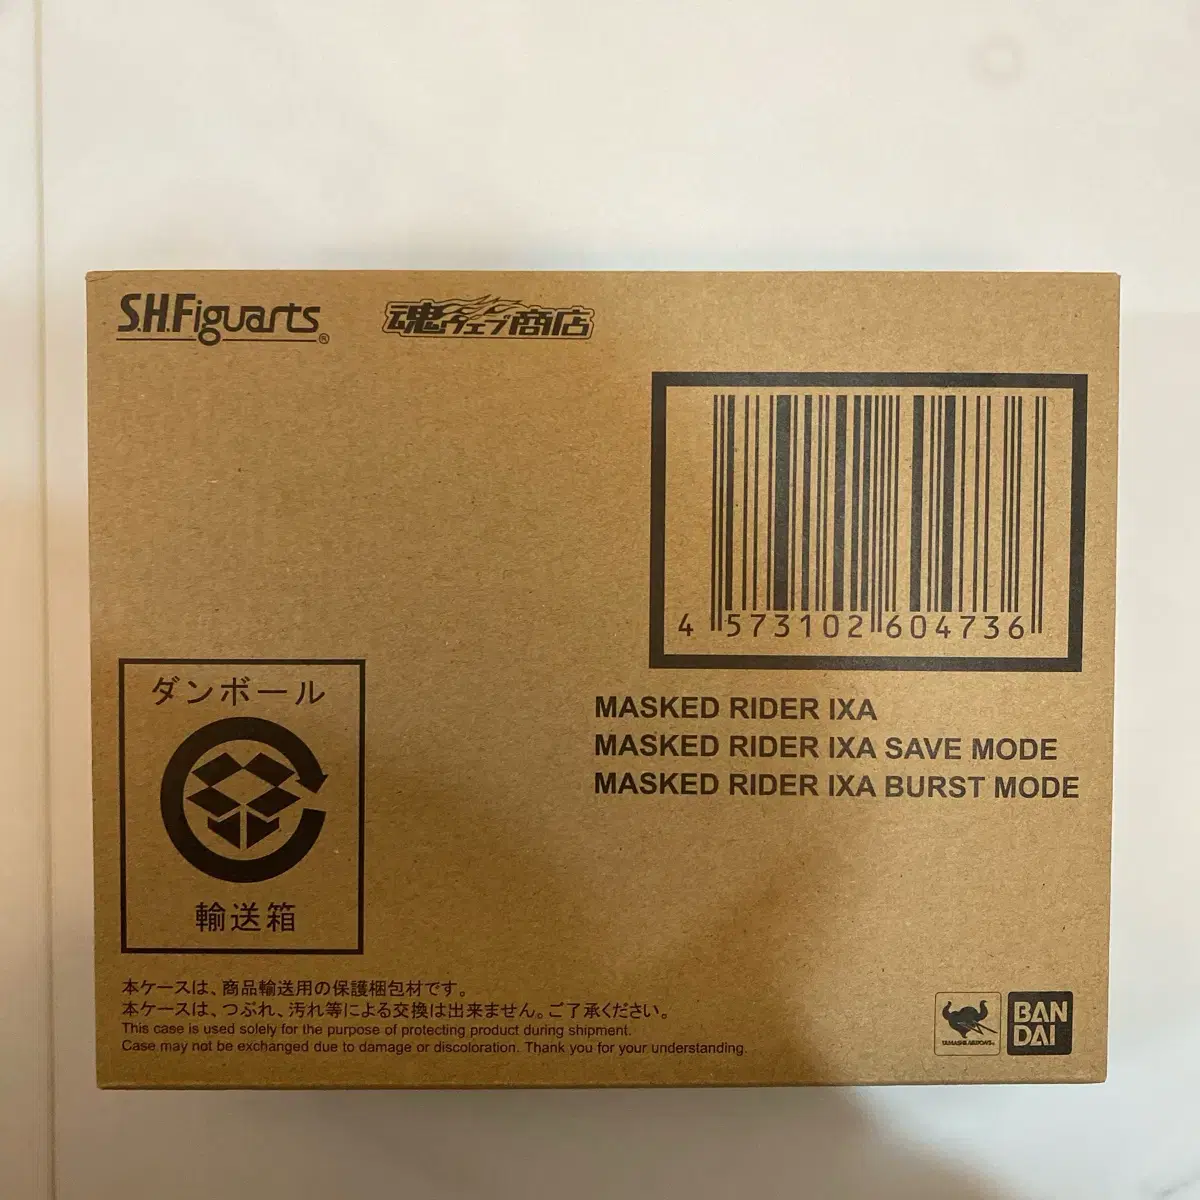 S.H.Figuarts®
魂ウェブ商店
4 573102 604736
MASKED RIDER IXA
MASKED RIDER IXA SAVE MODE
MASKED RIDER IXA BURST MODE
ダンボール
輸送箱
本ケースは、商品輸送用の保護梱包材です。
本ケースは、つぶれ、汚れ等による交換は出来ません。ご了承ください。
This case is used solely for the purpose of protecting product during shipment.
Case may not be exchanged due to damage or discoloration. Thank you for your understanding.
TAMASHII NATIONS
BAN
DAI